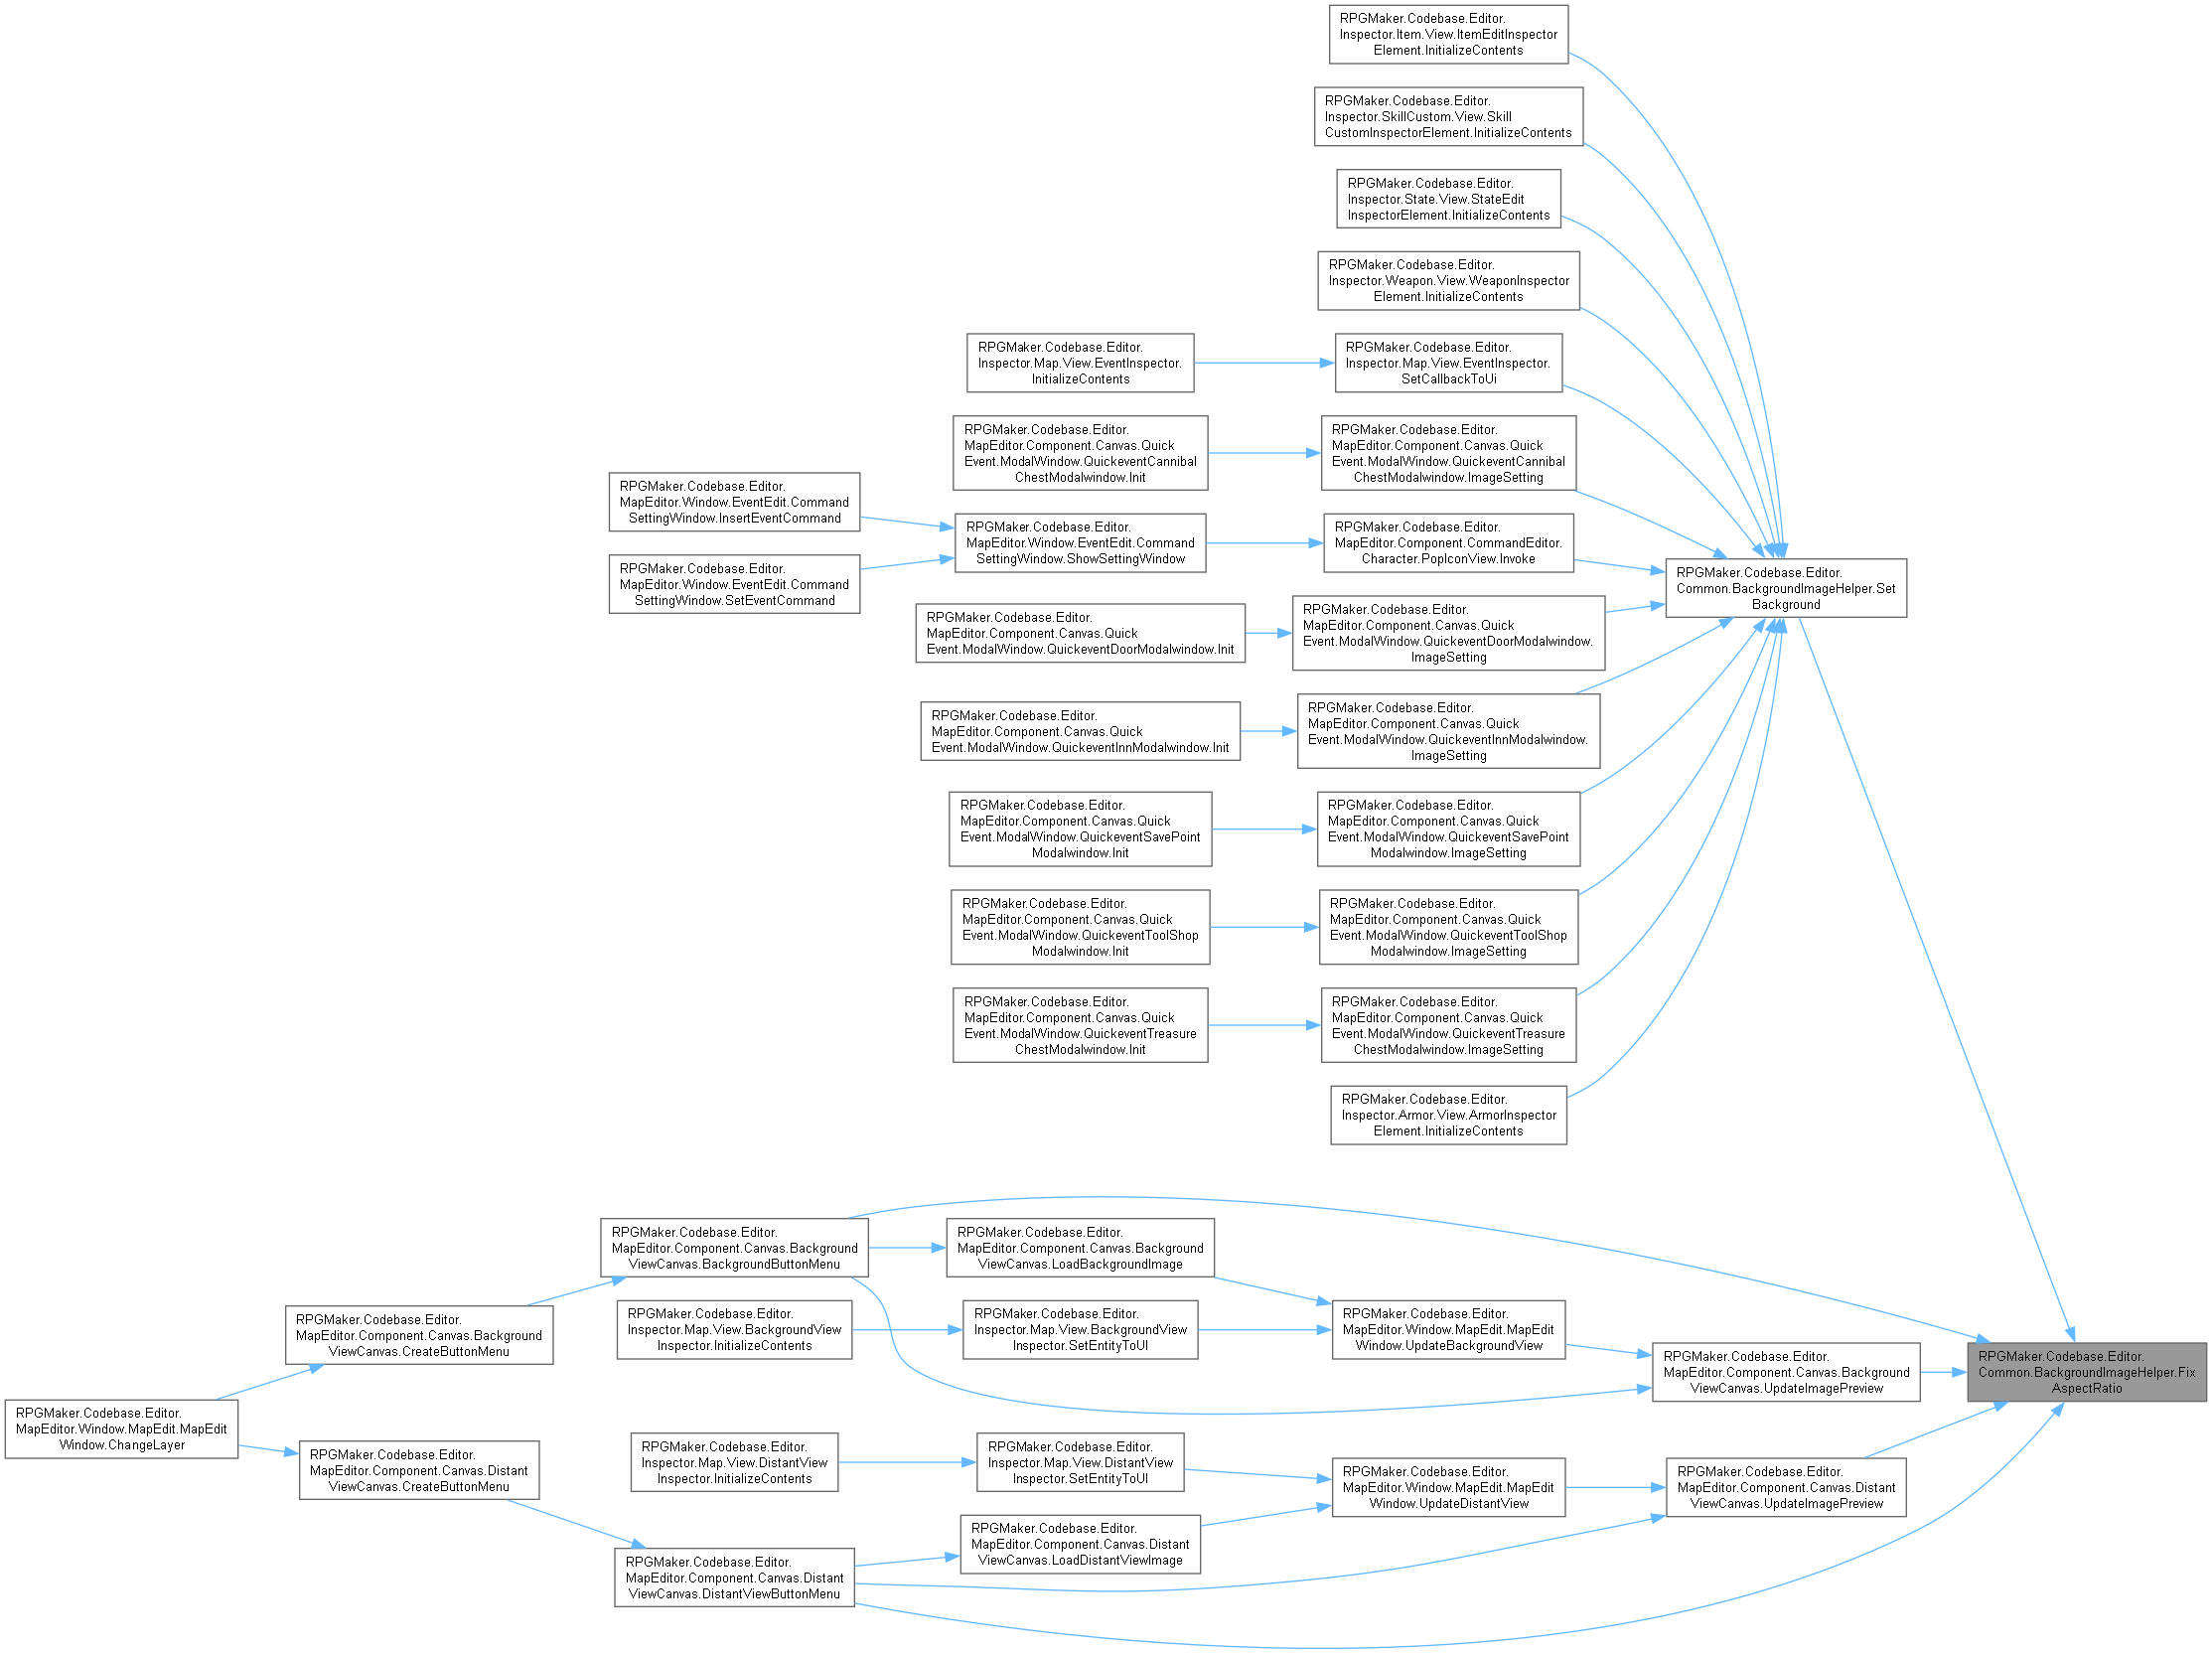 RPGMaker.Codebase.Editor.
Inspector.Item.View.ItemEditInspector
Element.InitializeContents
RPGMaker.Codebase.Editor.
Inspector.SkillCustom.View.Skill
CustomInspectorElement.InitializeContents
RPGMaker.Codebase.Editor.
Inspector.State.View.StateEdit
InspectorElement.InitializeContents
RPGMaker.Codebase.Editor.
Inspector.Weapon.View.WeaponInspector
Element.InitializeContents
RPGMaker.Codebase.Editor.
Inspector.Map.View.EventInspector.
InitializeContents
RPGMaker.Codebase.Editor.
Inspector.Map.View.EventInspector.
SetCallbackToUi
RPGMaker.Codebase.Editor.
MapEditor.Component.Canvas.Quick
Event.ModalWindow.QuickeventCannibal
ChestModalwindow.Init
RPGMaker.Codebase.Editor.
MapEditor.Component.Canvas.Quick
Event.ModalWindow.QuickeventCannibal
ChestModalwindow.ImageSetting
RPGMaker.Codebase.Editor.
MapEditor.Window.EventEdit.Command
SettingWindow.InsertEventCommand
RPGMaker.Codebase.Editor.
MapEditor.Window.EventEdit.Command
SettingWindow.ShowSettingWindow
RPGMaker.Codebase.Editor.
MapEditor.Component.CommandEditor.
Character.PopIconView.Invoke
RPGMaker.Codebase.Editor.
MapEditor.Window.EventEdit.Command
SettingWindow.SetEventCommand
RPGMaker.Codebase.Editor.
Common.BackgroundImageHelper.Set
Background
RPGMaker.Codebase.Editor.
MapEditor.Component.Canvas.Quick
Event.ModalWindow.QuickeventDoorModalwindow.Init
RPGMaker.Codebase.Editor.
MapEditor.Component.Canvas.Quick
Event.ModalWindow.QuickeventDoorModalwindow.
ImageSetting
RPGMaker.Codebase.Editor.
MapEditor.Component.Canvas.Quick
Event.ModalWindow.QuickeventInnModalwindow.Init
RPGMaker.Codebase.Editor.
MapEditor.Component.Canvas.Quick
Event.ModalWindow.QuickeventInnModalwindow.
ImageSetting
RPGMaker.Codebase.Editor.
MapEditor.Component.Canvas.Quick
Event.ModalWindow.QuickeventSavePoint
Modalwindow.Init
RPGMaker.Codebase.Editor.
MapEditor.Component.Canvas.Quick
Event.ModalWindow.QuickeventSavePoint
Modalwindow.ImageSetting
RPGMaker.Codebase.Editor.
MapEditor.Component.Canvas.Quick
Event.ModalWindow.QuickeventToolShop
Modalwindow.Init
RPGMaker.Codebase.Editor.
MapEditor.Component.Canvas.Quick
Event.ModalWindow.QuickeventToolShop
Modalwindow.ImageSetting
RPGMaker.Codebase.Editor.
MapEditor.Component.Canvas.Quick
Event.ModalWindow.QuickeventTreasure
ChestModalwindow.Init
RPGMaker.Codebase.Editor.
MapEditor.Component.Canvas.Quick
Event.ModalWindow.QuickeventTreasure
ChestModalwindow.ImageSetting
RPGMaker.Codebase.Editor.
Inspector.Armor.View.ArmorInspector
Element.InitializeContents
RPGMaker.Codebase.Editor.
MapEditor.Component.Canvas.Background
ViewCanvas.BackgroundButtonMenu
RPGMaker.Codebase.Editor.
MapEditor.Component.Canvas.Background
ViewCanvas.LoadBackgroundImage
RPGMaker.Codebase.Editor.
MapEditor.Component.Canvas.Background
ViewCanvas.CreateButtonMenu
RPGMaker.Codebase.Editor.
Inspector.Map.View.BackgroundView
Inspector.InitializeContents
RPGMaker.Codebase.Editor.
Inspector.Map.View.BackgroundView
Inspector.SetEntityToUI
RPGMaker.Codebase.Editor.
MapEditor.Window.MapEdit.MapEdit
Window.UpdateBackgroundView
RPGMaker.Codebase.Editor.
MapEditor.Component.Canvas.Background
ViewCanvas.UpdateImagePreview
RPGMaker.Codebase.Editor.
Common.BackgroundImageHelper.Fix
AspectRatio
RPGMaker.Codebase.Editor.
MapEditor.Window.MapEdit.MapEdit
Window.ChangeLayer
RPGMaker.Codebase.Editor.
MapEditor.Component.Canvas.Distant
ViewCanvas.CreateButtonMenu
RPGMaker.Codebase.Editor.
Inspector.Map.View.DistantView
Inspector.InitializeContents
RPGMaker.Codebase.Editor.
Inspector.Map.View.DistantView
Inspector.SetEntityToUI
RPGMaker.Codebase.Editor.
MapEditor.Window.MapEdit.MapEdit
Window.UpdateDistantView
RPGMaker.Codebase.Editor.
MapEditor.Component.Canvas.Distant
ViewCanvas.UpdateImagePreview
RPGMaker.Codebase.Editor.
MapEditor.Component.Canvas.Distant
ViewCanvas.LoadDistantViewImage
RPGMaker.Codebase.Editor.
MapEditor.Component.Canvas.Distant
ViewCanvas.DistantViewButtonMenu